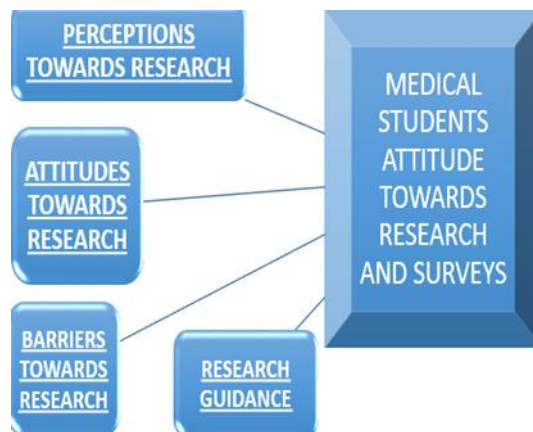 PERCEPTIONS
TOWARDS RESEARCH
ATTITUDES
TOWARDS
RESEARCH
BARRIERS
TOWARDS
RESEARCH
RESEARCH
GUIDANCE
MEDICAL
STUDENTS
ATTITUDE
TOWARDS
RESEARCH
AND SURVEYS